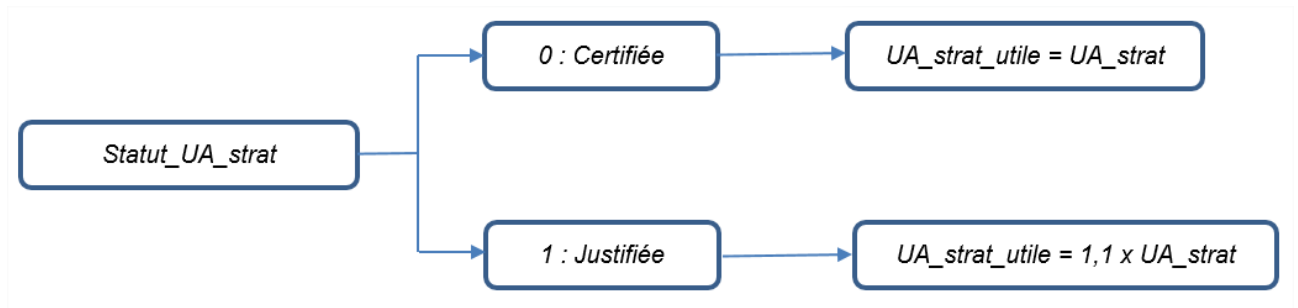 Statut_UA_strat
0 : Certifiée
UA_strat_utile = UA_strat
1 : Justifiée
UA_strat_utile = 1,1 x UA_strat